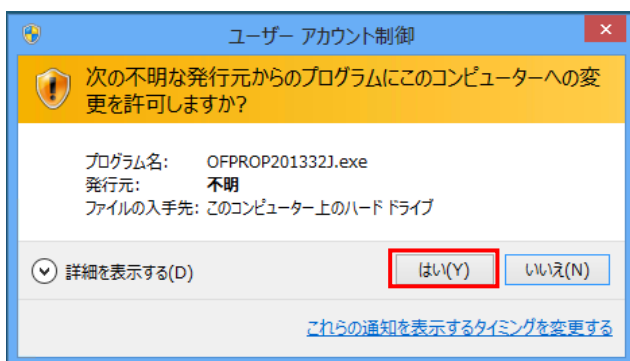 ユーザー アカウント制御
次の不明な発行元からのプログラムにこのコンピューターへの変
更を許可しますか?
プログラム名: OFPROP201332J.exe
発行元: 不明
ファイルの入手先: このコンピューター上のハード ドライブ
詳細を表示する(D) はい(Y) いいえ(N)
これらの通知を表示するタイミングを変更する